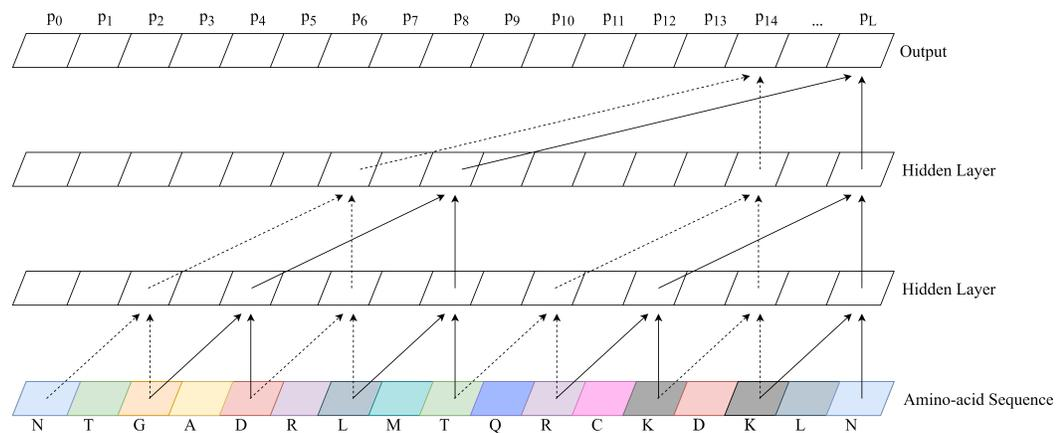 p0 p1 p2 p3 p4 p5 p6 p7 p8 p9 p10 p11 p12 p13 p14 ... pL
Output
Hidden Layer
Hidden Layer
Amino-acid Sequence
N T G A D R L M T Q R C K D K L N